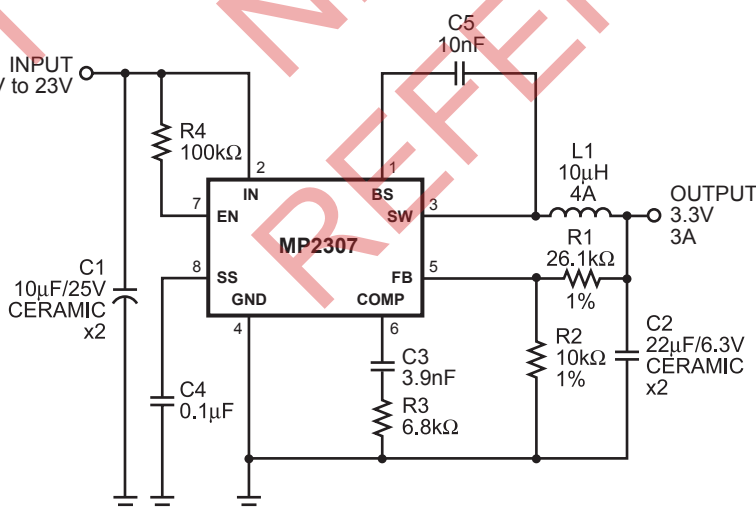 INPUT
V to 23V
C5
10nF
R4
100kΩ
2
1
L1
10µH
4A
IN
BS
7
EN
SW
3
OUTPUT
3.3V
3A
MP2307
R1
26.1kΩ
1%
8
SS
FB
5
C1
10µF/25V
CERAMIC
x2
GND
COMP
4
6
R2
10kΩ
1%
C2
22µF/6.3V
CERAMIC
x2
C3
3.9nF
C4
0.1µF
R3
6.8kΩ
REFER